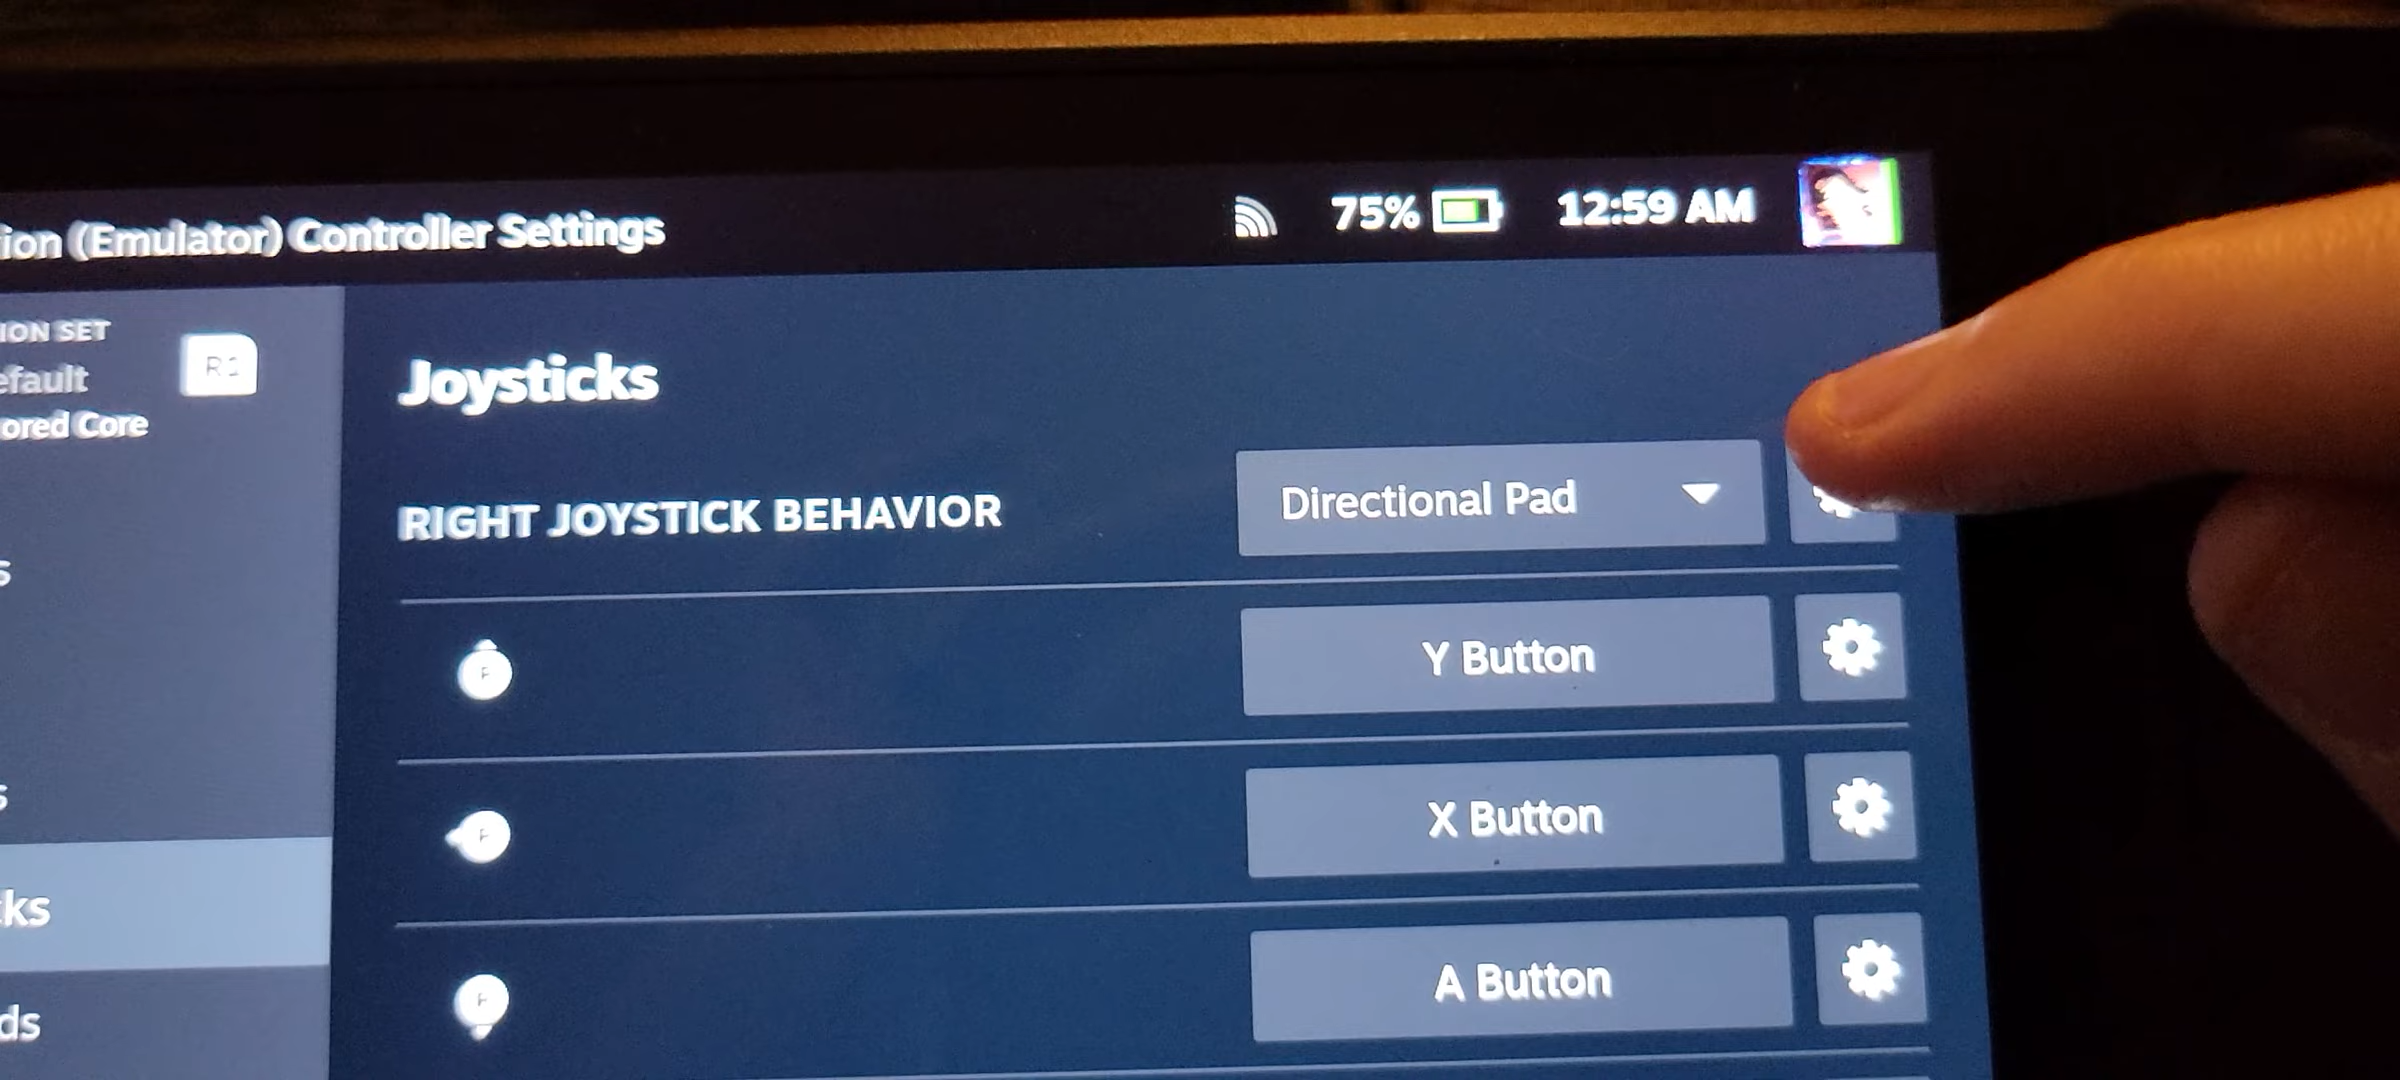 ion (Emulator) Controller Settings
75%
12:59 AM
ION SET
efault
ored Core
Joysticks
RIGHT JOYSTICK BEHAVIOR
Directional Pad
Y Button
X Button
ks
A Button
ds